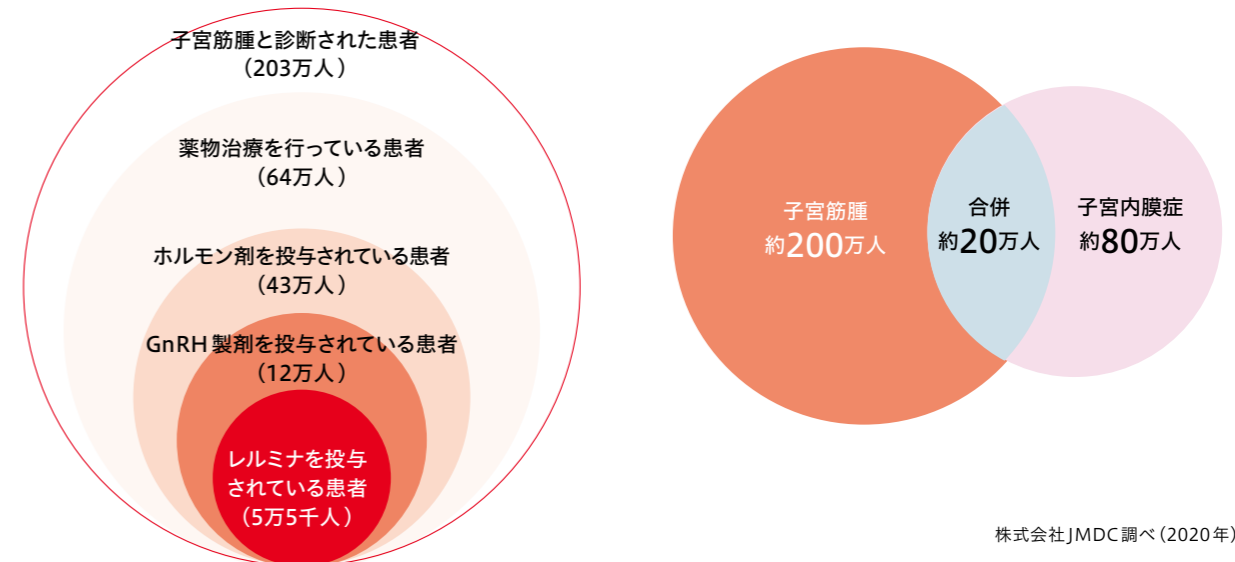 子宮筋腫と診断された患者
（203万人）
薬物治療を行っている患者
（64万人）
ホルモン剤を投与されている患者
（43万人）
GnRH製剤を投与されている患者
（12万人）
レルミナを投与
されている患者
（5万5千人）
子宮筋腫
約200万人
合併
約20万人
子宮内膜症
約80万人
株式会社JMDC調べ（2020年）